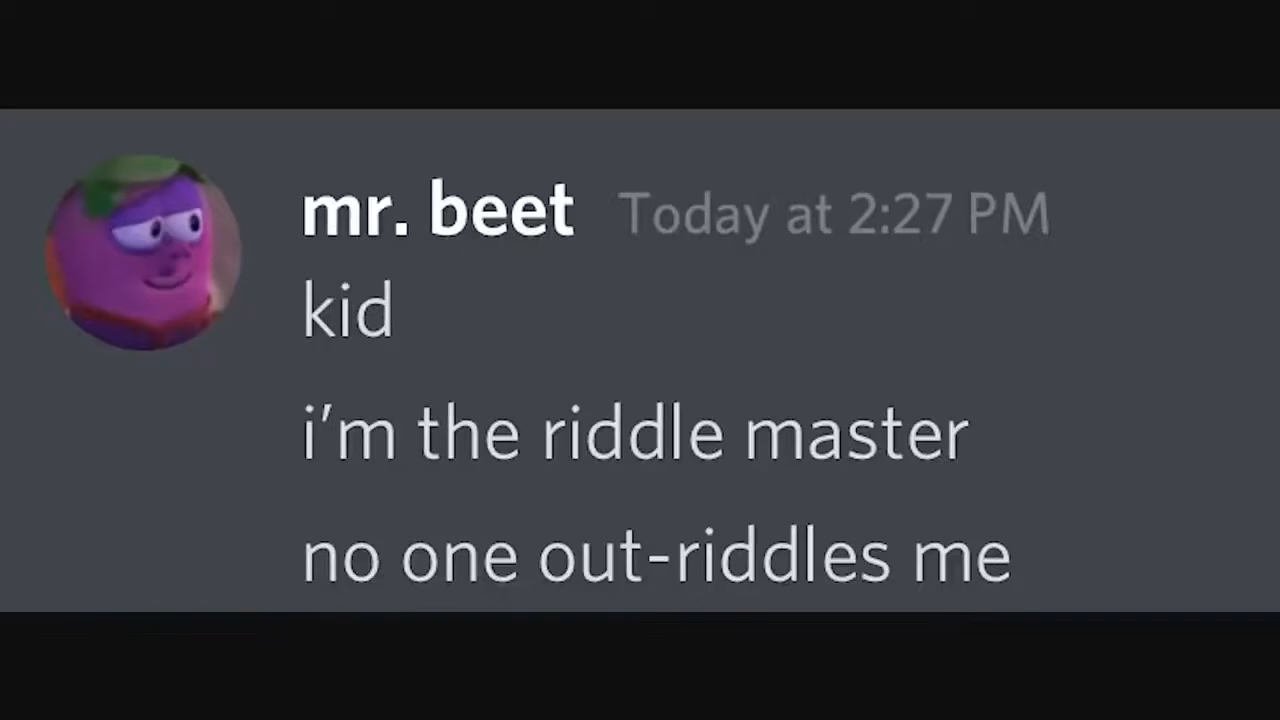 mr. beet Today at 2:27 PM
kid
i’m the riddle master
no one out-riddles me